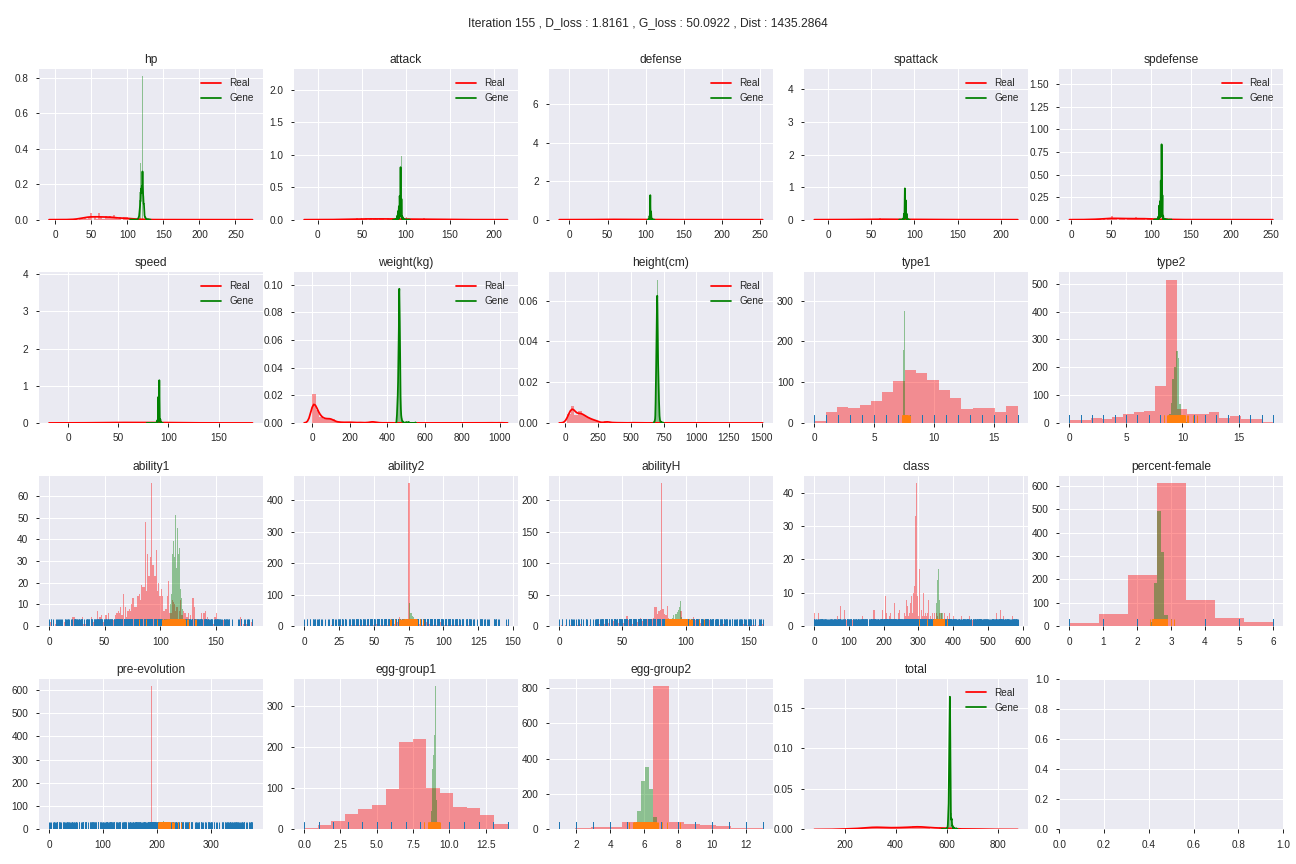 Iteration 155 , D_loss : 1.8161 , G_loss : 50.0922 , Dist : 1435.2864
hp
attack
defense
spattack
spdefense
0.8
0.6
0.4
0.2
0.0
0 50 100 150 200 250
Real
Gene
2.0
1.5
1.0
0.5
0.0
0 50 100 150 200
Real
Gene
6
4
2
0
0 50 100 150 200 250
Real
Gene
4
3
2
1
0
0 50 100 150 200
Real
Gene
1.50
1.25
1.00
0.75
0.50
0.25
0.00
0 50 100 150 200 250
Real
Gene
speed
weight(kg)
height(cm)
type1
type2
4
3
2
1
0
0 50 100 150
Real
Gene
0.10
0.08
0.06
0.04
0.02
0.00
0 200 400 600 800 1000
Real
Gene
0.06
0.04
0.02
0.00
0 250 500 750 1000 1250 1500
Real
Gene
300
200
100
0
0 5 10 15
500
400
300
200
100
0
0 5 10 15
ability1
ability2
abilityH
class
percent-female
60
50
40
30
20
10
0
0 50 100 150
400
300
200
100
0
0 25 50 75 100 125 150
200
150
100
50
0
0 50 100 150
40
30
20
10
0
0 100 200 300 400 500 600
600
500
400
300
200
100
0
0 1 2 3 4 5 6
pre-evolution
egg-group1
egg-group2
total
600
500
400
300
200
100
0
0 100 200 300
300
200
100
0
0.0 2.5 5.0 7.5 10.0 12.5
800
600
400
200
0
2 4 6 8 10 12
0.15
0.10
0.05
0.00
200 400 600 800
Real
Gene
1.0
0.8
0.6
0.4
0.2
0.0
0.0 0.2 0.4 0.6 0.8 1.0